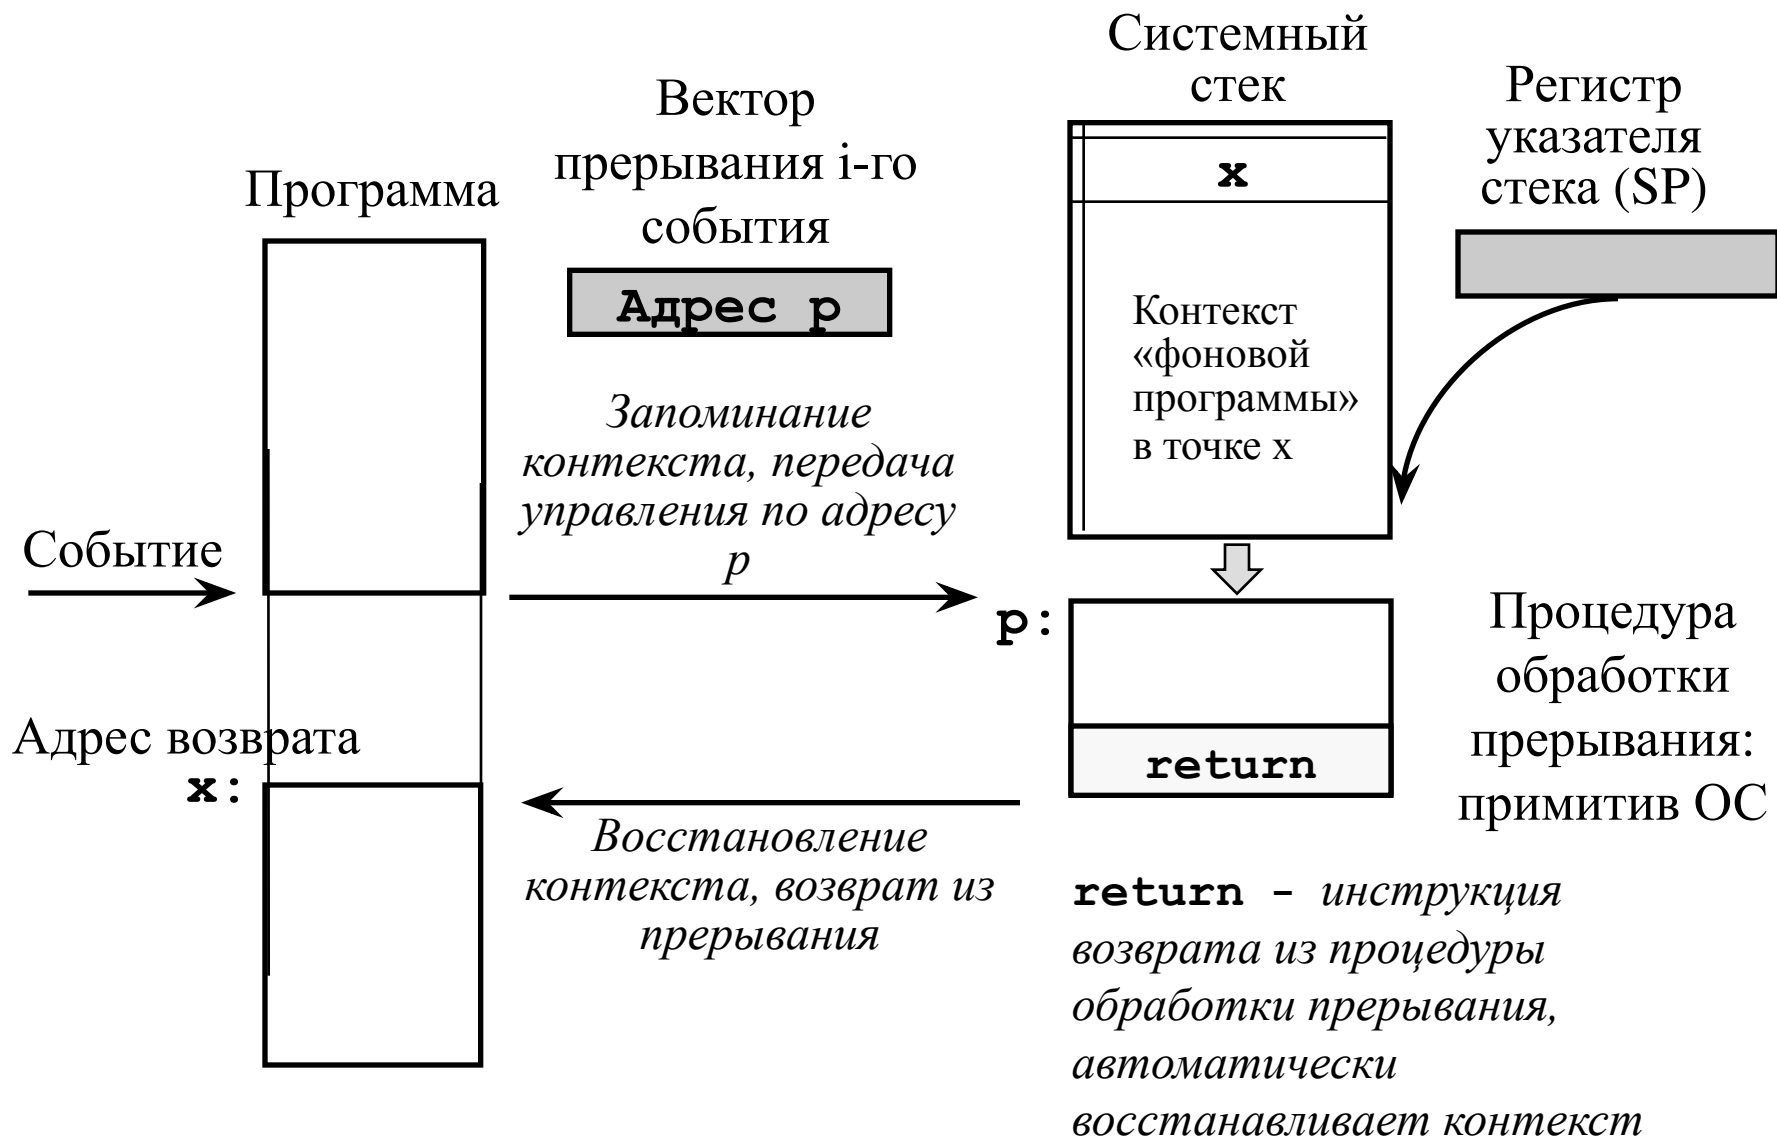 Системный
стек
Регистр
указателя
стека (SP)
Вектор
прерывания i-го
события
Программа
Адрес p
x
Контекст
«фоновой
программы»
в точке x
Запоминание
контекста, передача
управления по адресу
p
Событие
p:
Процедура
обработки
прерывания:
примитив ОС
Адрес возврата
x:
return
Восстановление
контекста, возврат из
прерывания
return - инструкция
возврата из процедуры
обработки прерывания,
автоматически
восстанавливает контекст